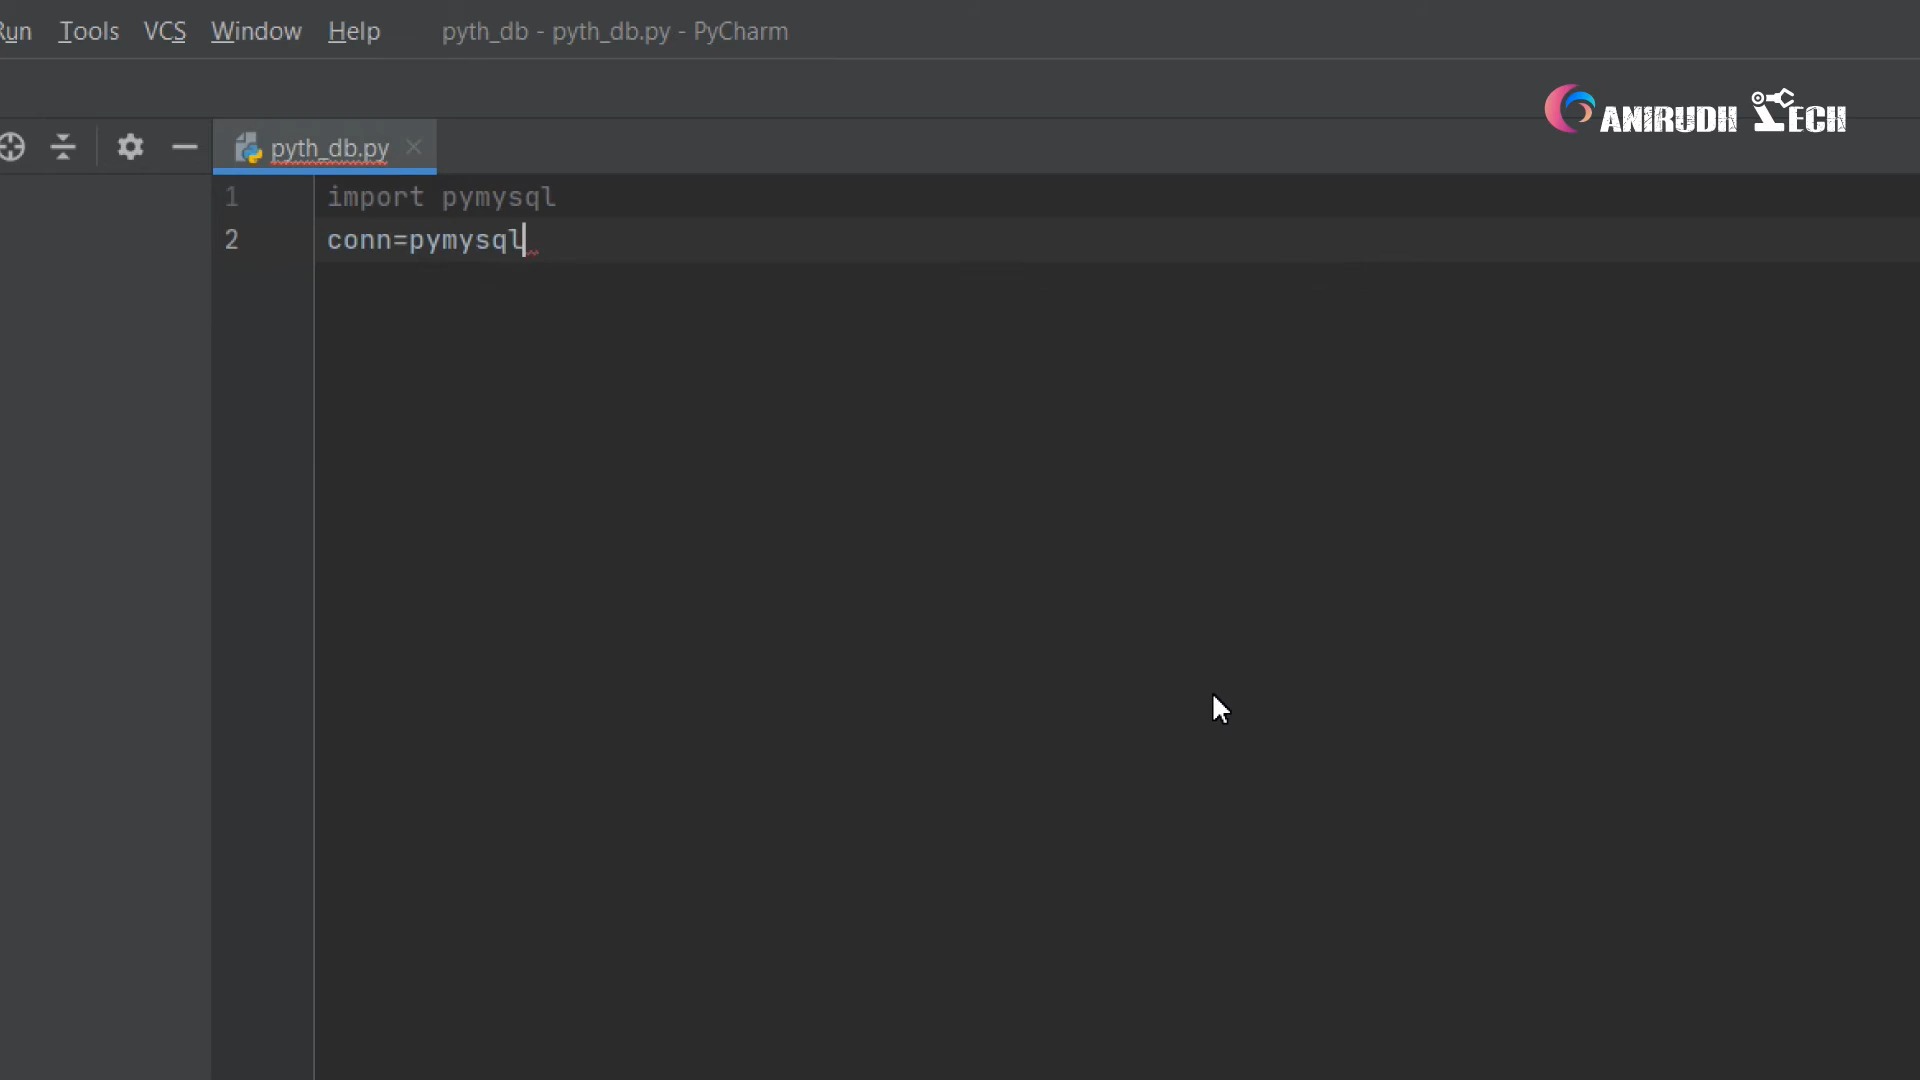 Run Tools VCS Window Help pyth_db - pyth_db.py - PyCharm
ANIRUDH TECH
pyth_db.py
1 import pymysql
2 conn=pymysql